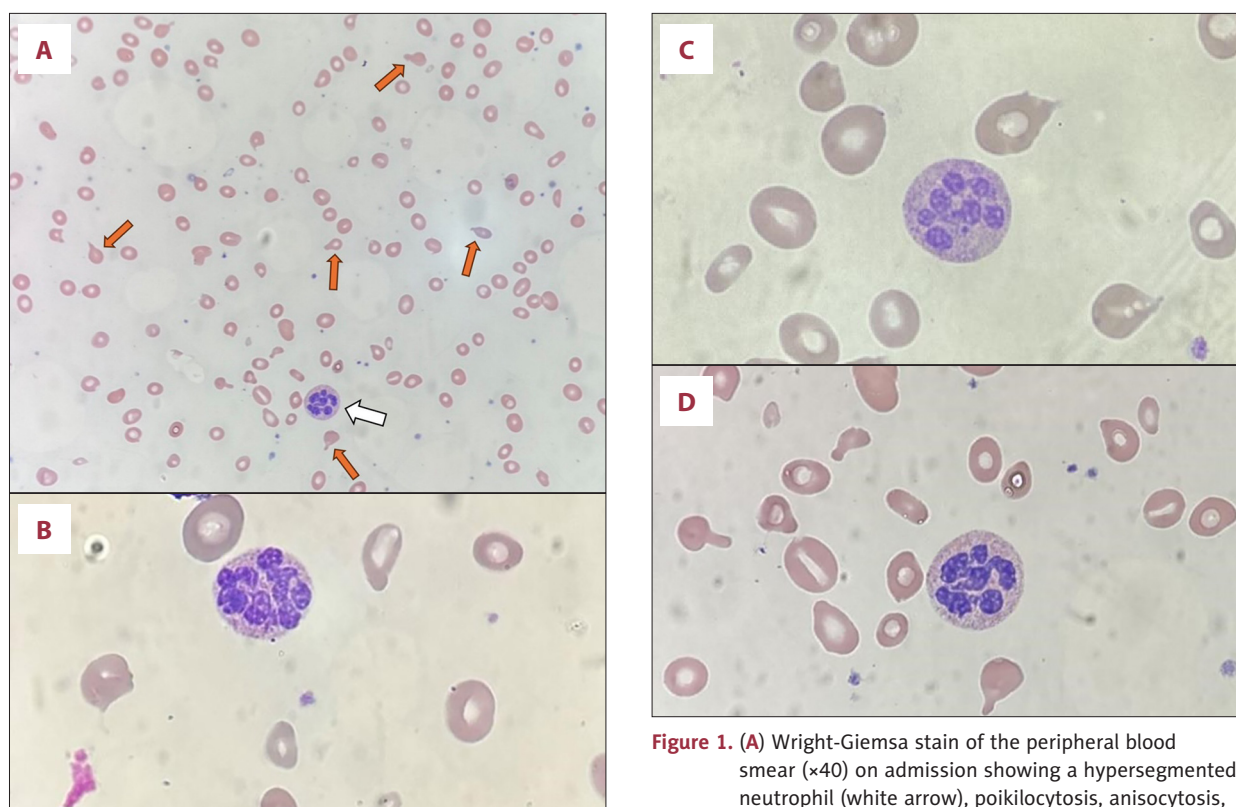 A
B
C
D
Figure 1. (A) Wright-Giemsa stain of the peripheral blood
smear (×40) on admission showing a hypersegmented
neutrophil (white arrow), poikilocytosis, anisocytosis,